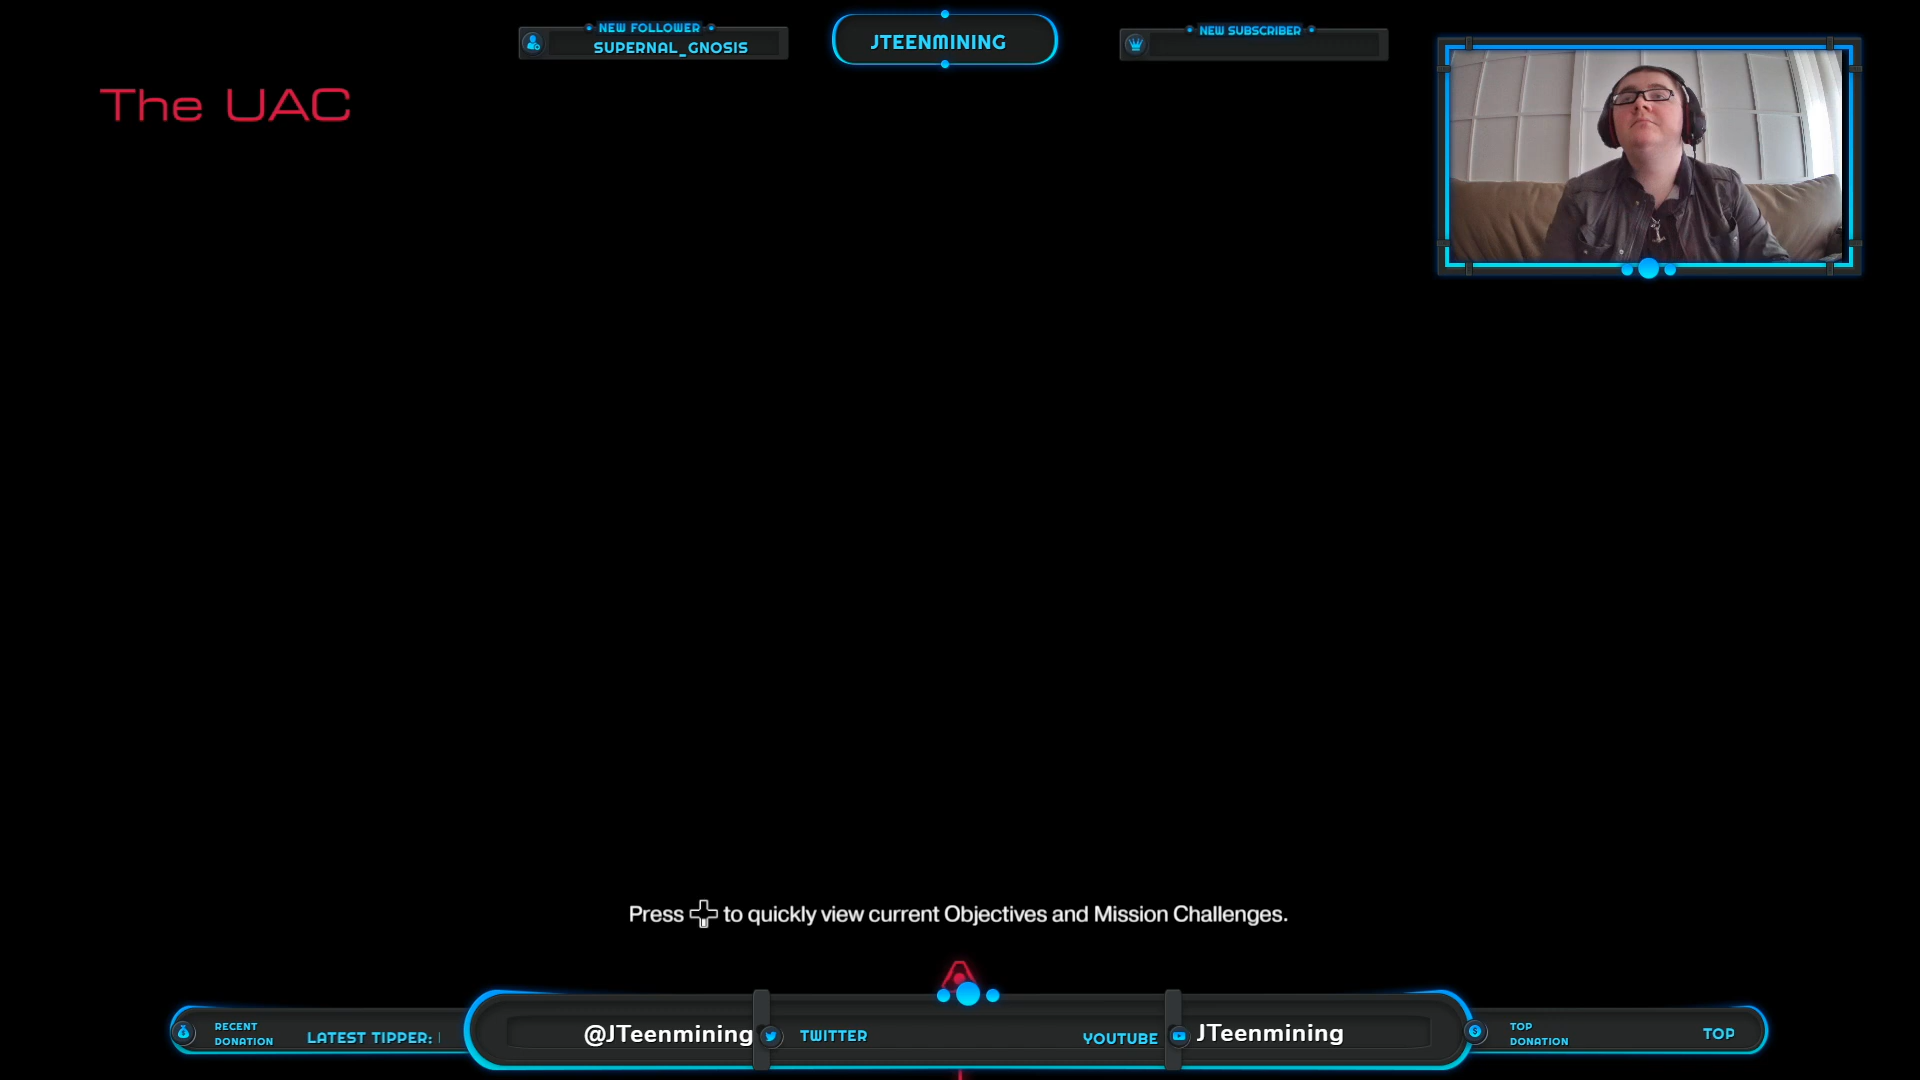 NEW FOLLOWER
SUPERNAL_GNOSIS
JTEENMINING
NEW SUBSCRIBER
The UAC
Press to quickly view current Objectives and Mission Challenges.
RECENT
DONATION
LATEST TIPPER:
@JTeenmining
TWITTER
YOUTUBE
JTeenmining
TOP
DONATION
TOP